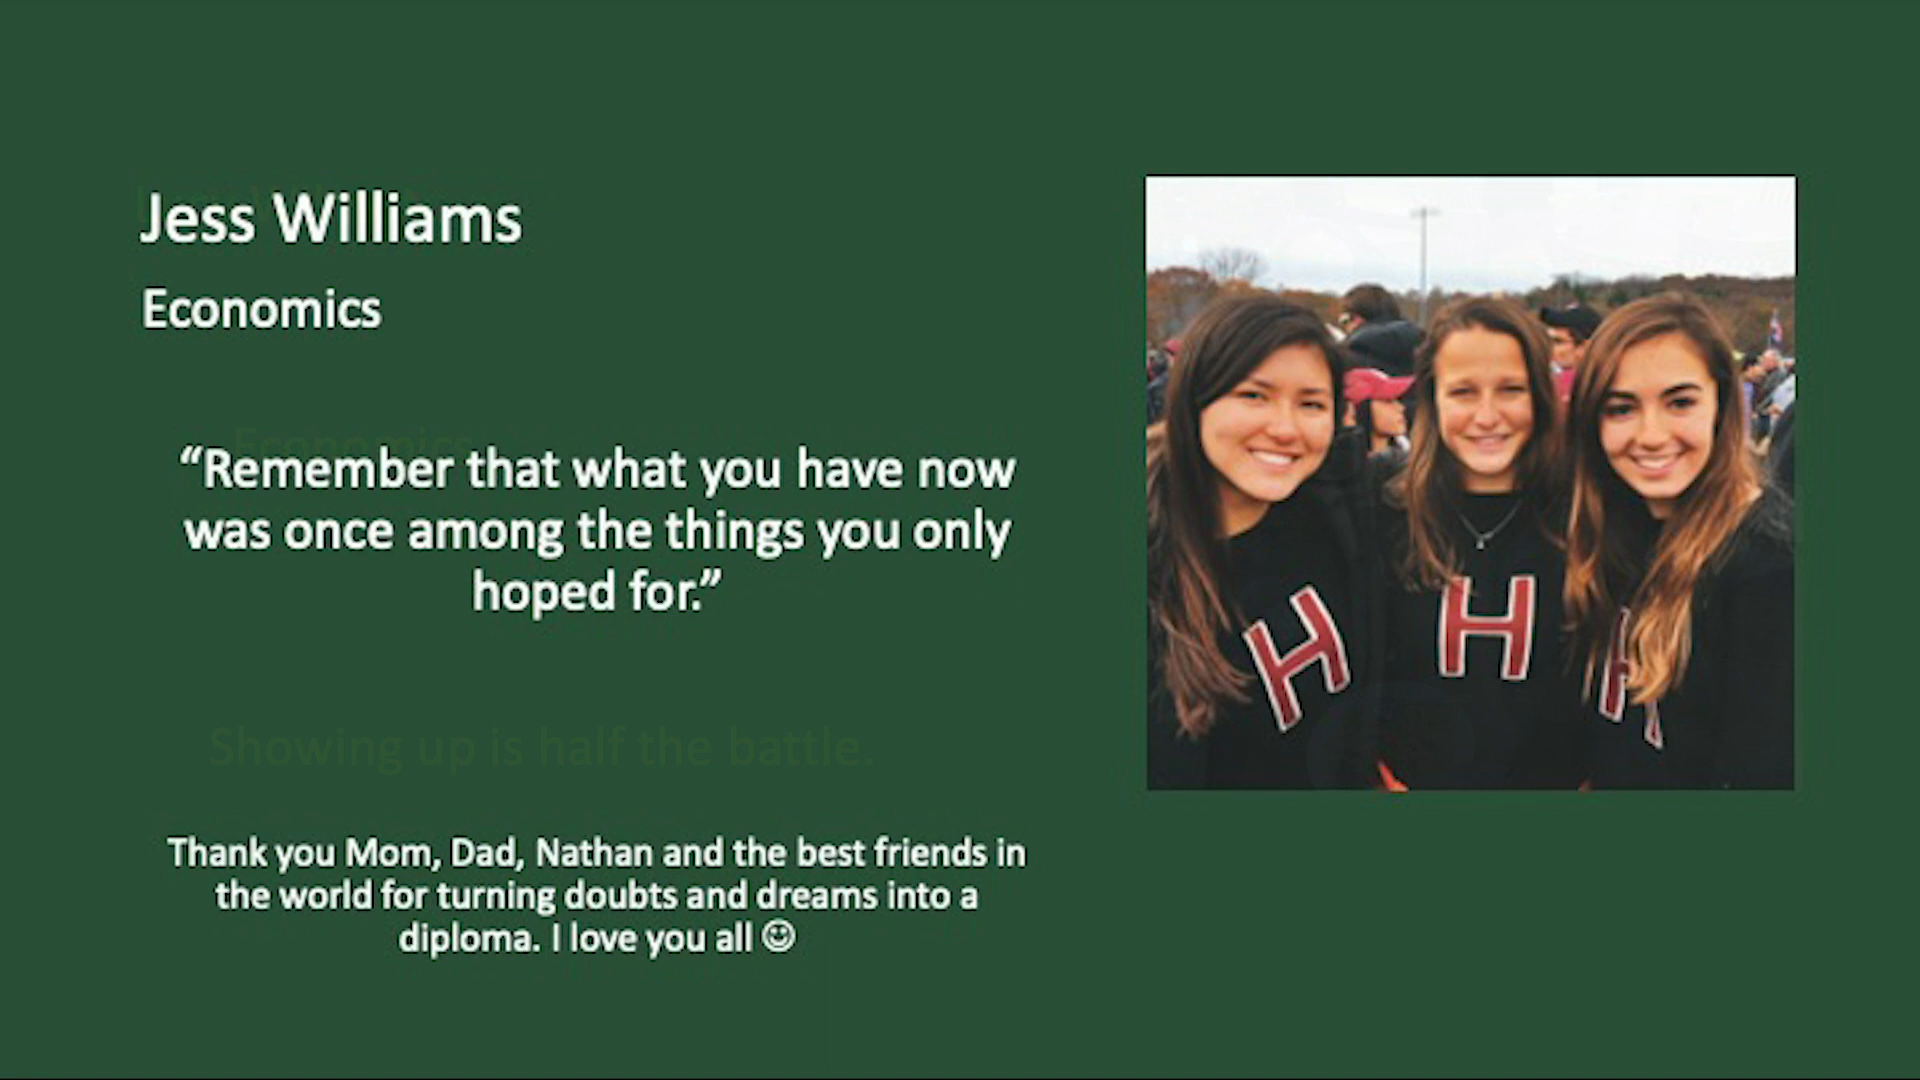 Jess Williams
Economics
Economics
“Remember that what you have now
was once among the things you only
hoped for.”
Showing up is half the battle.
Thank you Mom, Dad, Nathan and the best friends in
the world for turning doubts and dreams into a
diploma. I love you all ☺
H H